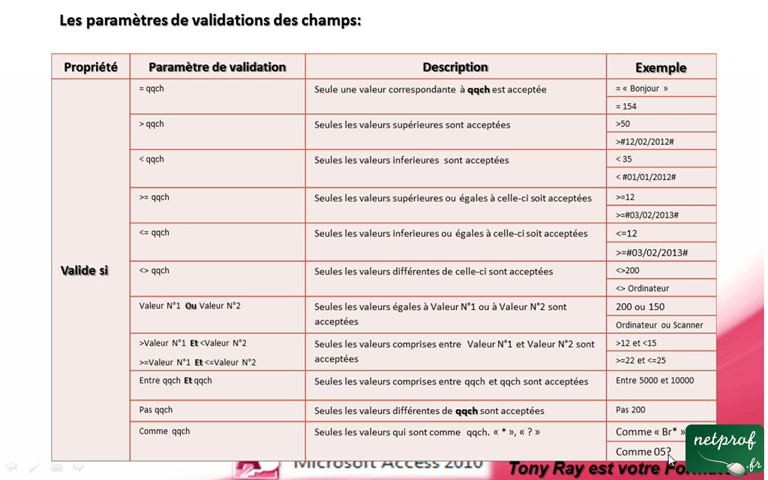 Les paramètres de validations des champs:
Propriété Paramètre de validation Description Exemple
Valide si
= qqch Seule une valeur correspondante à qqch est acceptée = « Bonjour »
= 154
> qqch Seules les valeurs supérieures sont acceptées >50
>#12/02/2012#
< qqch Seules les valeurs inferieures sont acceptées < 35
< #01/01/2012#
>= qqch Seules les valeurs supérieures ou égales à celle-ci soit acceptées >=12
>=#03/02/2013#
<= qqch Seules les valeurs inferieures ou égales à celle-ci soit acceptées <=12
>=#03/02/2013#
<> qqch Seules les valeurs différentes de celle-ci sont acceptées <>200
<> Ordinateur
Valeur N°1 Ou Valeur N°2 Seules les valeurs égales à Valeur N°1 ou à Valeur N°2 sont acceptées 200 ou 150
Ordinateur ou Scanner
>Valeur N°1 Et <Valeur N°2 Seules les valeurs comprises entre Valeur N°1 et Valeur N°2 sont acceptées >12 et <15
>=Valeur N°1 Et <=Valeur N°2 >=22 et <=25
Entre qqch Et qqch Seules les valeurs comprises entre qqch et qqch sont acceptées Entre 5000 et 10000
Pas qqch Seules les valeurs différentes de qqch sont acceptées Pas 200
Comme qqch Seules les valeurs qui sont comme qqch. « * », « ? » Comme « Br* »
Comme 05?
netprof
.fr
Microsoft Access 2010
Tony Ray est votre